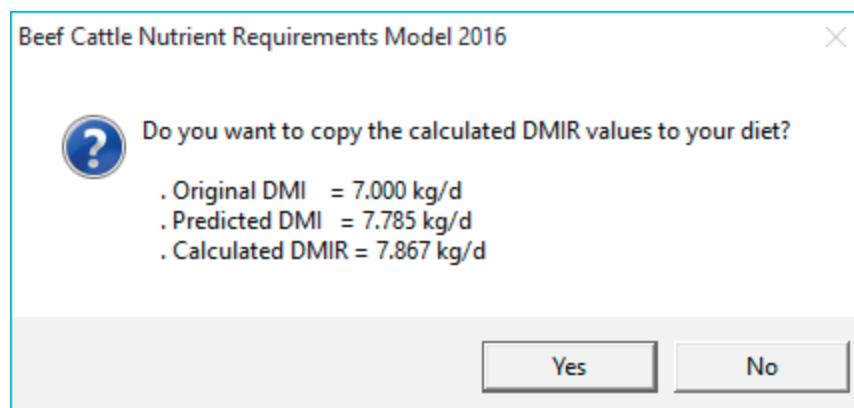 Beef Cattle Nutrient Requirements Model 2016
Do you want to copy the calculated DMIR values to your diet?
. Original DMI = 7.000 kg/d
. Predicted DMI = 7.785 kg/d
. Calculated DMIR = 7.867 kg/d
Yes No